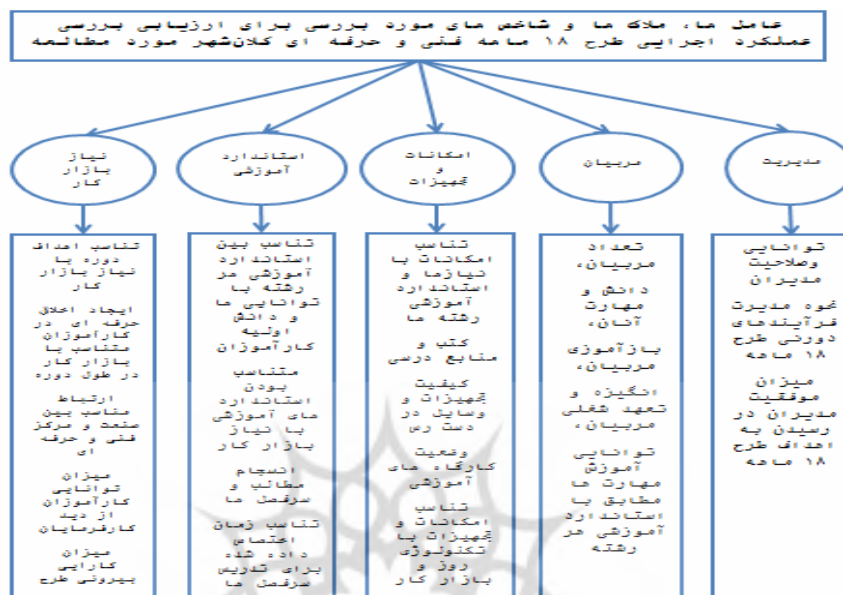 عامل ها، ملاک ها و شاخص های مورد بررسی برای ارزیابی بررسی
عملکرد اجرایی طرح ۱۸ ماهه فنی و حرفه ای کلان‌شهر مورد مطالعه
مدیریت
مربیان
امکانات
و
تجهیزات
استاندارد
آموزشی
نیاز
بازار
کار
توانایی
وصلاحیت
مدیران
نحوه مدیرت
فرآیندهای
دورنی طرح
۱۸ ماهه
میزان
موفقیت
مدیران در
رسیدن به
اهداف طرح
۱۸ ماهه
تعداد
مربیان،
دانش و
مهارت
آنان،
بازآموزی
مربیان،
انگیزه و
تعهد شغلی
مربیان،
توانایی
آموزش
مهارت ها
مطابق با
استاندارد
آموزشی هر
رشته
تناسب
امکانات با
نیازها و
استاندارد
آموزشی
رشته ها
کتب و
منابع درسی
کیفیت
تجهیزات و
وسایل در
دست رس
وضعیت
کارگاه های
آموزشی
تناسب
امکانات و
تجهیزات با
تکنولوژی
روز و
بازار کار
تناسب بین
استاندارد
آموزشی هر
رشته با
توانایی ها
و دانش
اولیه
کارآموزان
متناسب
بودن
استاندارد
های آموزشی
با نیاز
بازار کار
انسجام
مطالب و
سرفصل ها
تناسب زمان
اختصاص
داده شده
برای تدریس
سرفصل ها
تناسب اهداف
دوره با
نیاز بازار
کار
ایجاد اخلاق
حرفه ای در
کارآموزان
متناسب با
بازار کار
در طول دوره
ارتباط
مناسب بین
صنعت و مرکز
فنی و حرفه
ای
میزان
توانایی
کارآموزان
از دید
کارفرمایان
میزان
کارایی
بیرونی طرح